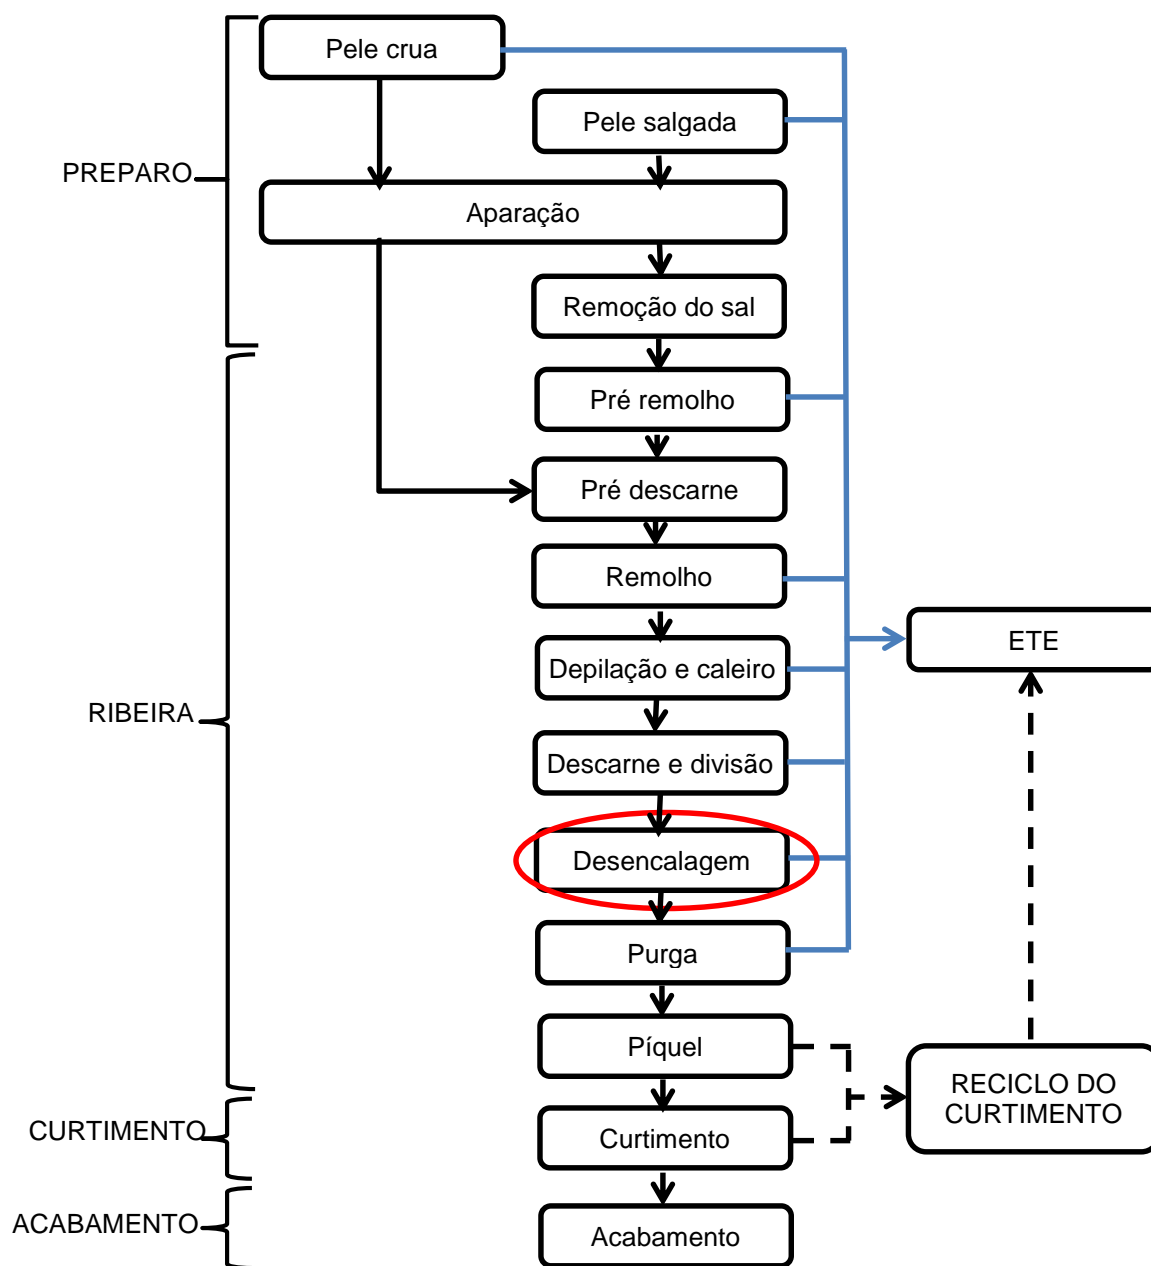 Pele crua
Pele salgada
PREPARO
Aparação
Remoção do sal
Pré remolho
Pré descarne
Remolho
ETE
Depilação e caleiro
RIBEIRA
Descarne e divisão
Desencalagem
Purga
Píquel
RECICLO DO
CURTIMENTO
CURTIMENTO
Curtimento
ACABAMENTO
Acabamento